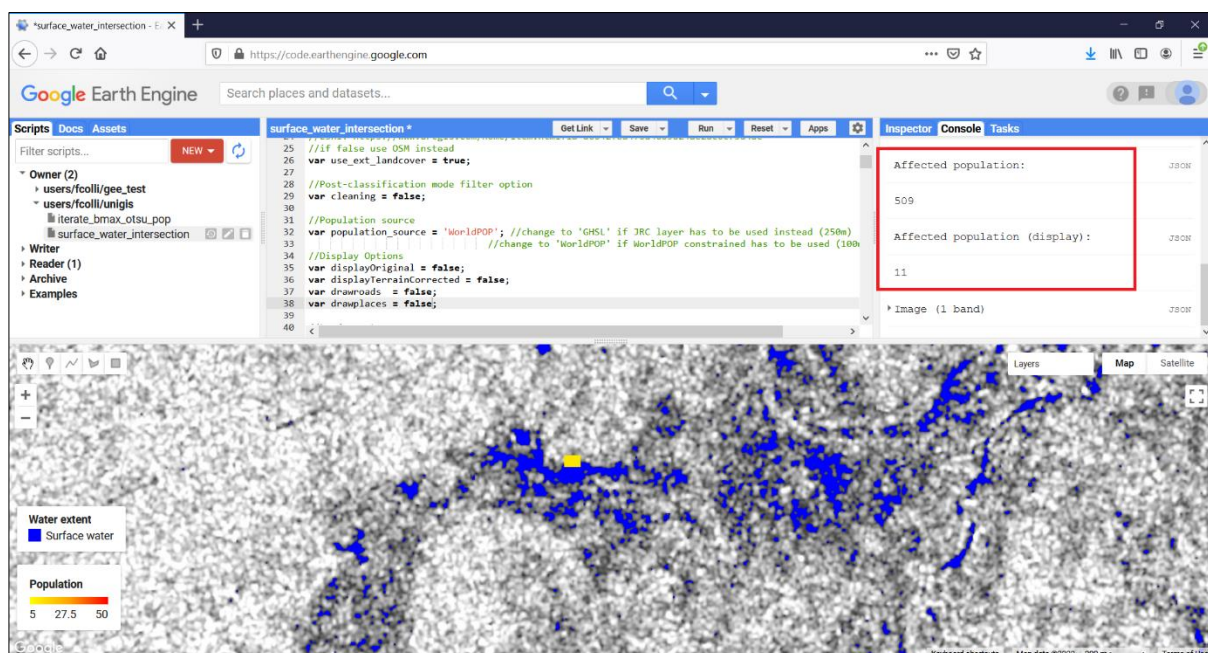 *surface_water_intersection - E
https://code.earthengine.google.com
Google Earth Engine
Search places and datasets...
Scripts Docs Assets
Filter scripts...
NEW
Owner (2)
users/fcolli/gee_test
users/fcolli/unigis
iterate_bmax_otsu_pop
surface_water_intersection
Writer
Reader (1)
Archive
Examples
surface_water_intersection *
Get Link
Save
Run
Reset
Apps
25 //if false use OSM instead
26 var use_ext_landcover = true;
27
28 //Post-classification mode filter option
29 var cleaning = false;
30
31 //Population source
32 var population_source = 'WorldPOP'; //change to 'GHSL' if JRC layer has to be used instead (250m)
33 //change to 'WorldPOP' if WorldPOP constrained has to be used (100m
34 //Display Options
35 var displayOriginal = false;
36 var displayTerrainCorrected = false;
37 var drawroads = false;
38 var drawplaces = false;
39
40
Inspector Console Tasks
Affected population:
JSON
509
Affected population (display):
JSON
11
Image (1 band)
JSON
Layers
Map
Satellite
Water extent
Surface water
Population
5 27.5 50
Google